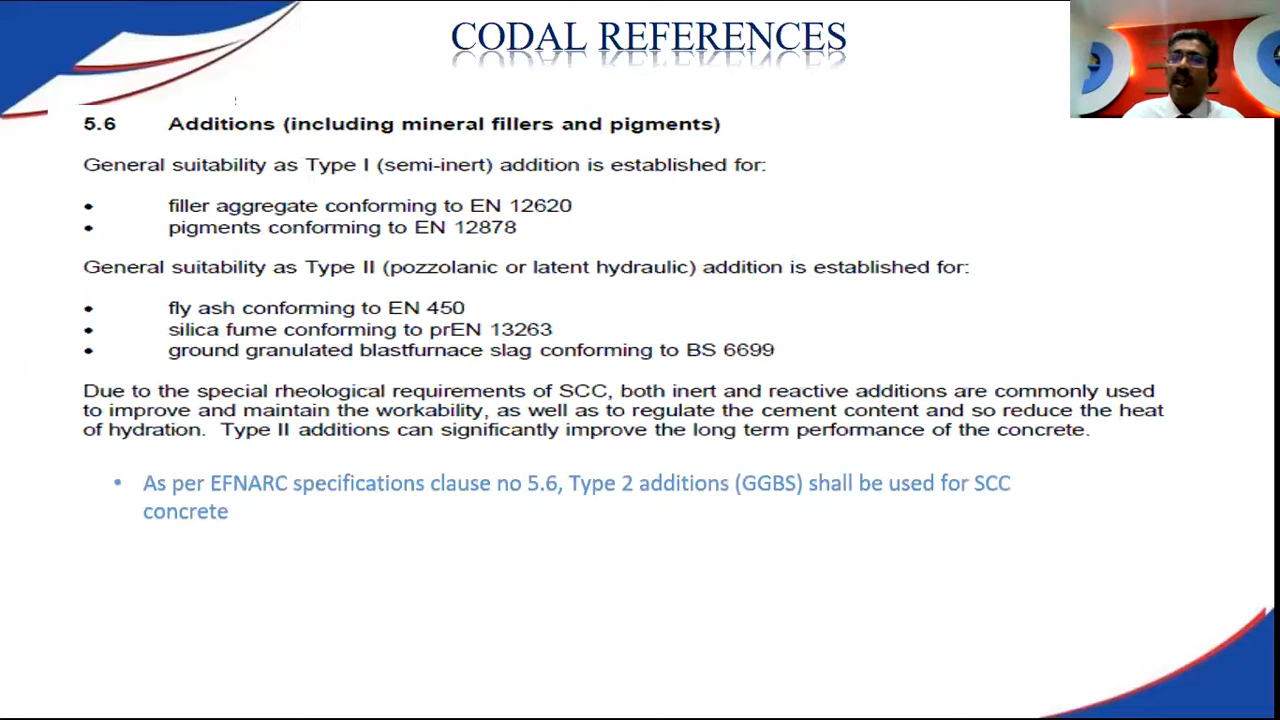 CODAL REFERENCES
5.6 Additions (including mineral fillers and pigments)
General suitability as Type I (semi-inert) addition is established for:
• filler aggregate conforming to EN 12620
• pigments conforming to EN 12878
General suitability as Type II (pozzolanic or latent hydraulic) addition is established for:
• fly ash conforming to EN 450
• silica fume conforming to prEN 13263
• ground granulated blastfurnace slag conforming to BS 6699
Due to the special rheological requirements of SCC, both inert and reactive additions are commonly used
to improve and maintain the workability, as well as to regulate the cement content and so reduce the heat
of hydration. Type II additions can significantly improve the long term performance of the concrete.
• As per EFNARC specifications clause no 5.6, Type 2 additions (GGBS) shall be used for SCC
concrete